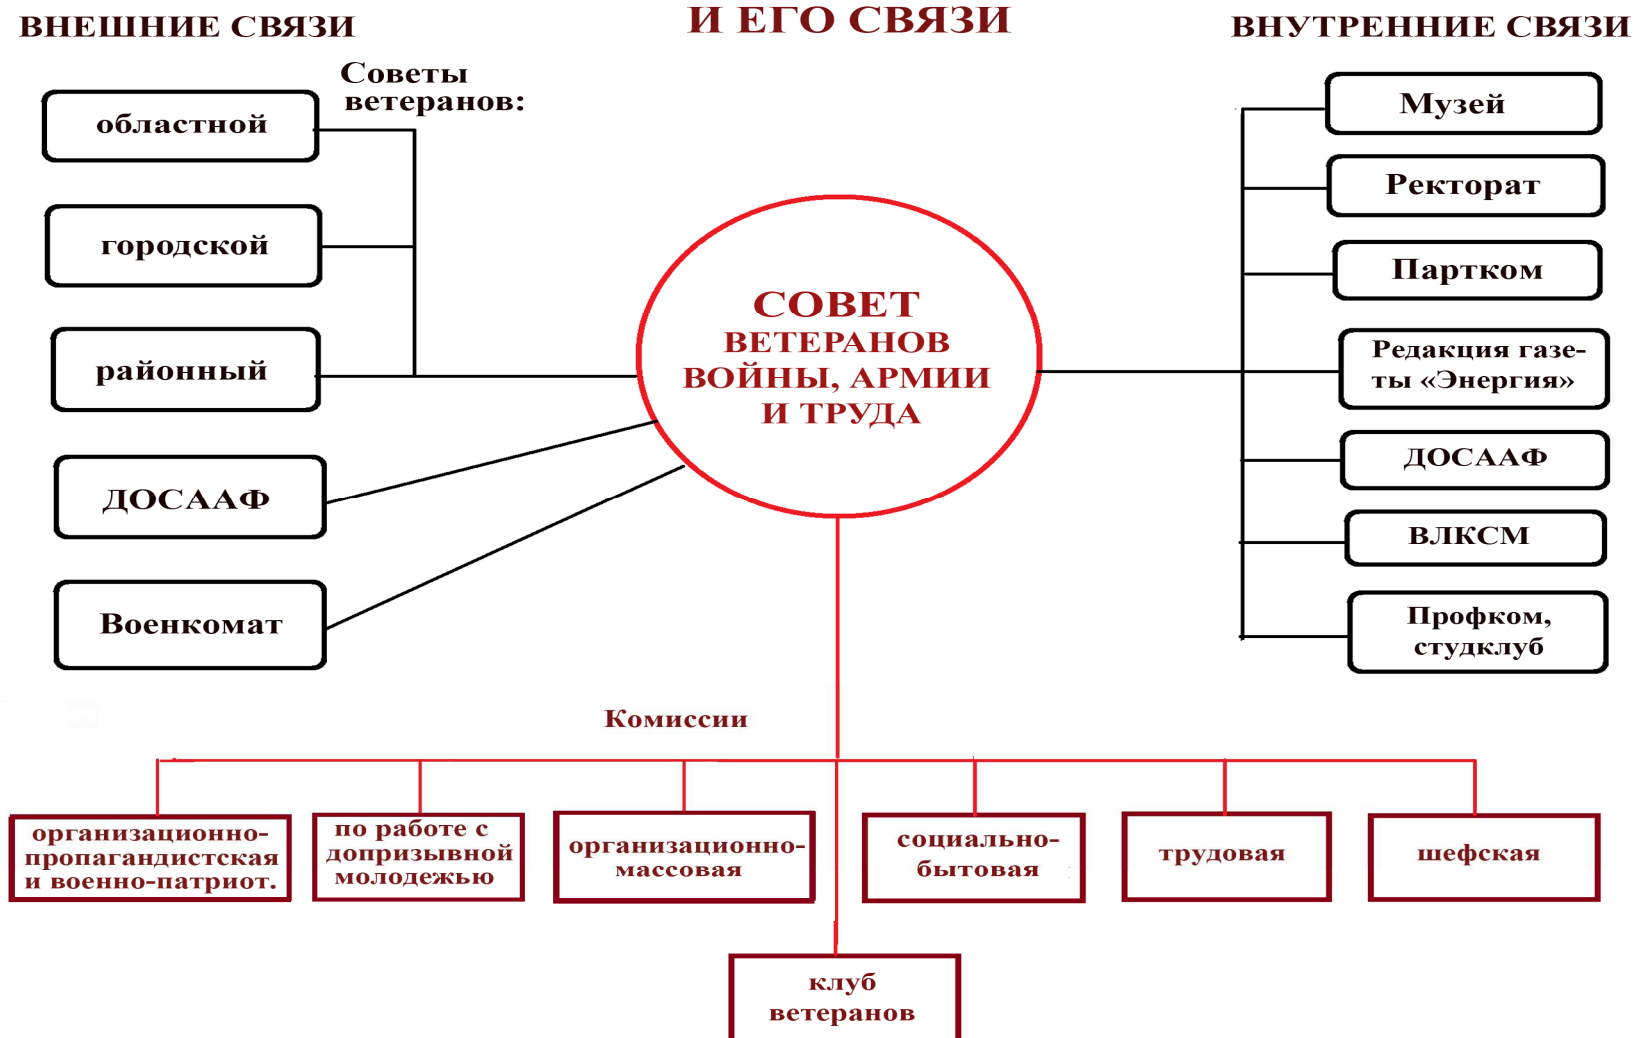 И ЕГО СВЯЗИ
ВНЕШНИЕ СВЯЗИ
ВНУТРЕННИЕ СВЯЗИ
Советы
ветеранов:
областной
городской
районный
ДОСААФ
Военкомат
СОВЕТ
ВЕТЕРАНОВ
ВОЙНЫ, АРМИИ
И ТРУДА
Музей
Ректорат
Партком
Редакция газе-
ты «Энергия»
ДОСААФ
ВЛКСМ
Профком,
студклуб
Комиссии
организационно-
пропагандистская
и военно-патриот.
по работе с
допризывной
молодежью
организационно-
массовая
социально-
бытовая
трудовая
шефская
клуб
ветеранов